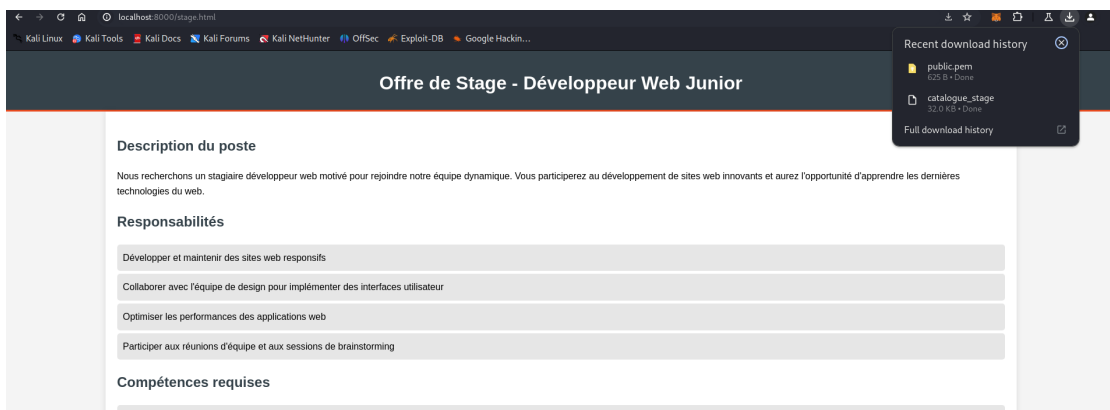 localhost:8000/stage.html
Kali Linux Kali Tools Kali Docs Kali Forums Kali NetHunter OffSec Exploit-DB Google Hackin...
Recent download history
public.pem
625 B • Done
catalogue_stage
32.0 KB • Done
Full download history
Offre de Stage - Développeur Web Junior
Description du poste
Nous recherchons un stagiaire développeur web motivé pour rejoindre notre équipe dynamique. Vous participerez au développement de sites web innovants et aurez l'opportunité d'apprendre les dernières
technologies du web.
Responsabilités
Développer et maintenir des sites web responsifs
Collaborer avec l'équipe de design pour implémenter des interfaces utilisateur
Optimiser les performances des applications web
Participer aux réunions d'équipe et aux sessions de brainstorming
Compétences requises